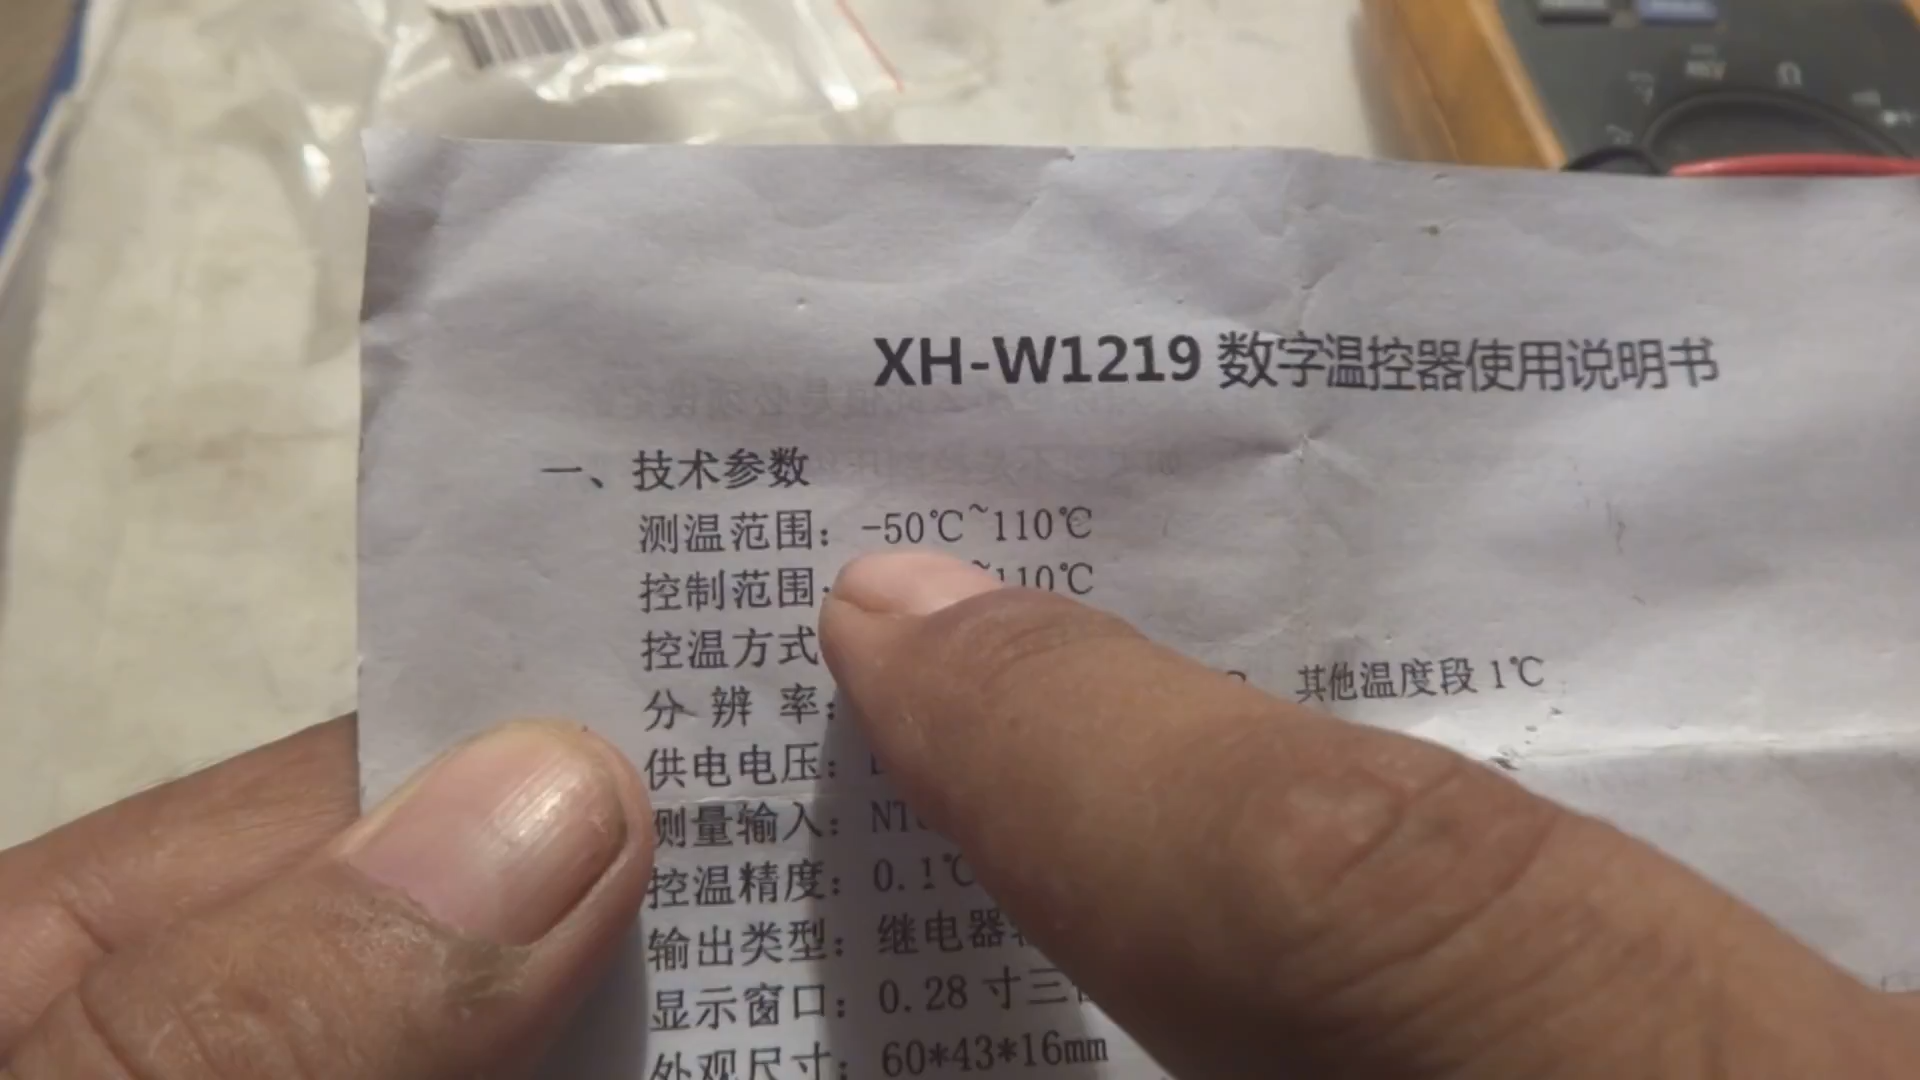 XH-W1219 数字温控器使用说明书
一、技术参数
测温范围：-50℃~110℃
控制范围： ~110℃
控温方式
分 辨 率： 其他温度段 1℃
供电电压：
测量输入：NTC
控温精度：0.1℃
输出类型：继电器
显示窗口：0.28 寸三
外观尺寸：60*43*16mm